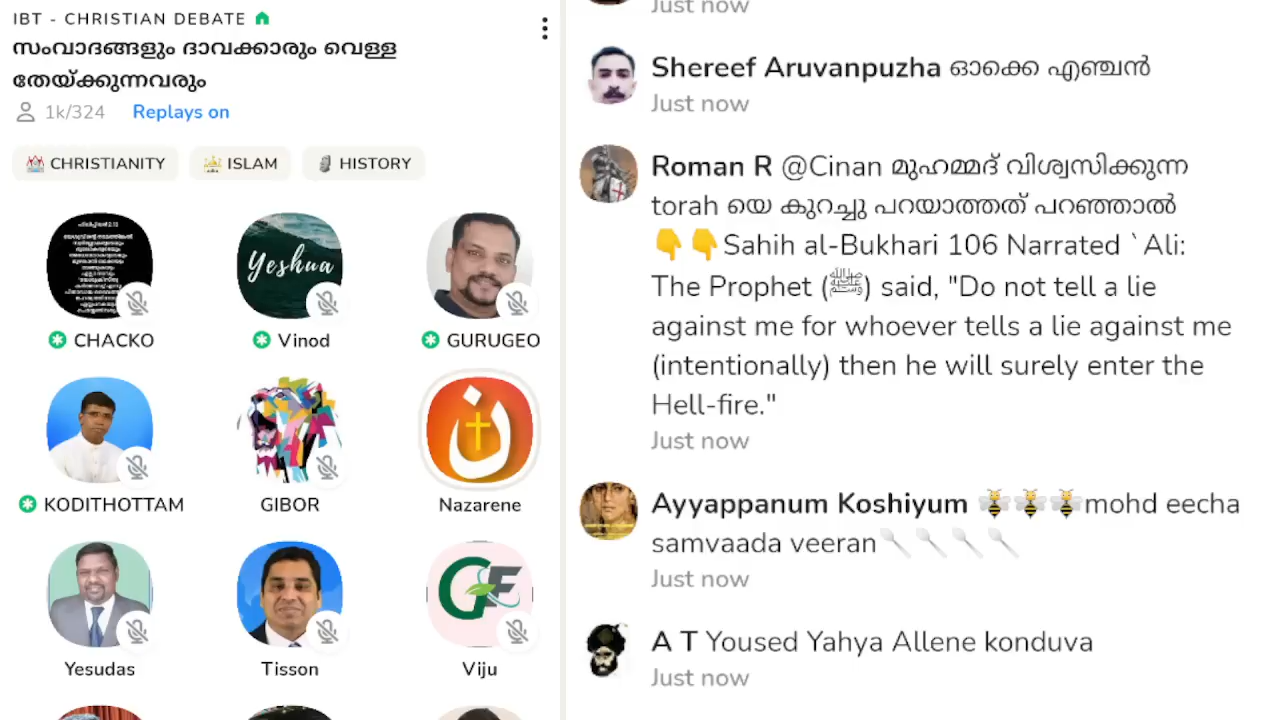 IBT - CHRISTIAN DEBATE
സംവാദങ്ങളും ദാവക്കാരും വെള്ള
തേയ്ക്കുന്നവരും
1k/324 Replays on
CHRISTIANITY ISLAM HISTORY
Yeshua
CHACKO Vinod GURUGEO
KODITHOTTAM GIBOR Nazarene
GF
Yesudas Tisson Viju
Just now
Shereef Aruvanpuzha ഓക്കെ എഞ്ചൻ
Just now
Roman R @Cinan മുഹമ്മദ് വിശ്വസിക്കുന്ന
torah യെ കുറച്ചു പറയാത്തത് പറഞ്ഞാൽ
👇👇Sahih al-Bukhari 106 Narrated `Ali:
The Prophet (ﷺ) said, "Do not tell a lie
against me for whoever tells a lie against me
(intentionally) then he will surely enter the
Hell-fire."
Just now
Ayyappanum Koshiyum 🐝🐝🐝mohd eecha
samvaada veeran🥄🥄🥄🥄
Just now
A T Yoused Yahya Allene konduva
Just now